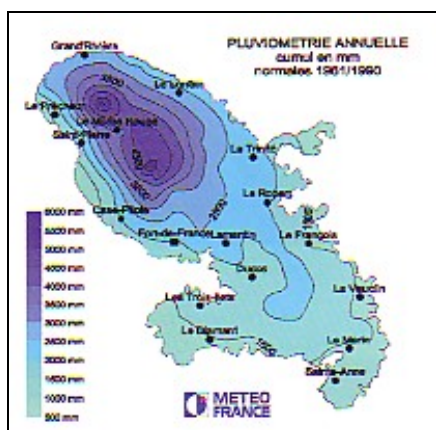 PLUVIOMETRIE ANNUELLE
cumul en mm
normales 1961/1990
Grand'Rivière
Le Lorrain
Le Prêcheur
Le Morne Rouge
Saint-Pierre
La Trinité
Le Robert
Case-Pilote
Fort-de-France
Lamentin
Le François
Ducos
Les Trois-Ilets
Le Vauclin
Le Diamant
Le Marin
Sainte-Anne
6000 mm
5500 mm
5000 mm
4500 mm
4000 mm
3500 mm
3000 mm
2500 mm
2000 mm
1500 mm
1000 mm
500 mm
METEO
FRANCE